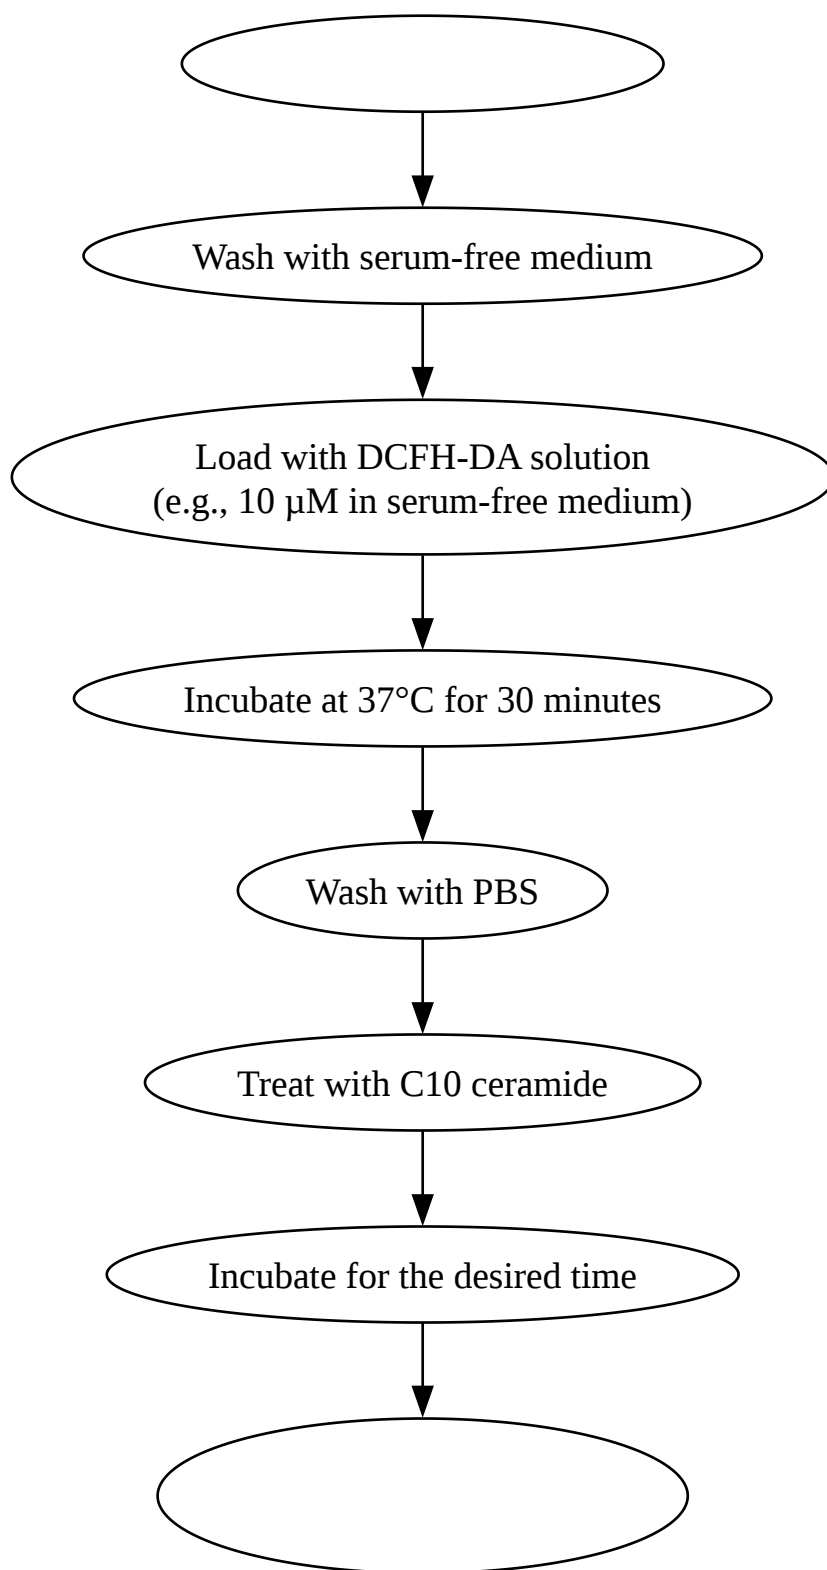 Wash with serum-free medium
Load with DCFH-DA solution
(e.g., 10 µM in serum-free medium)
Incubate at 37°C for 30 minutes
Wash with PBS
Treat with C10 ceramide
Incubate for the desired time